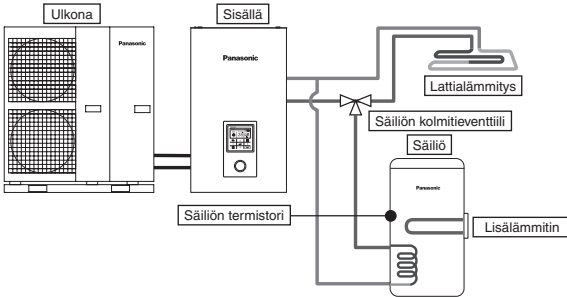 Ulkona
Sisällä
Panasonic
Panasonic
Lattialämmitys
Säiliön kolmitieventtiili
Säiliö
Panasonic
Säiliön termistori
Lisälämmitin